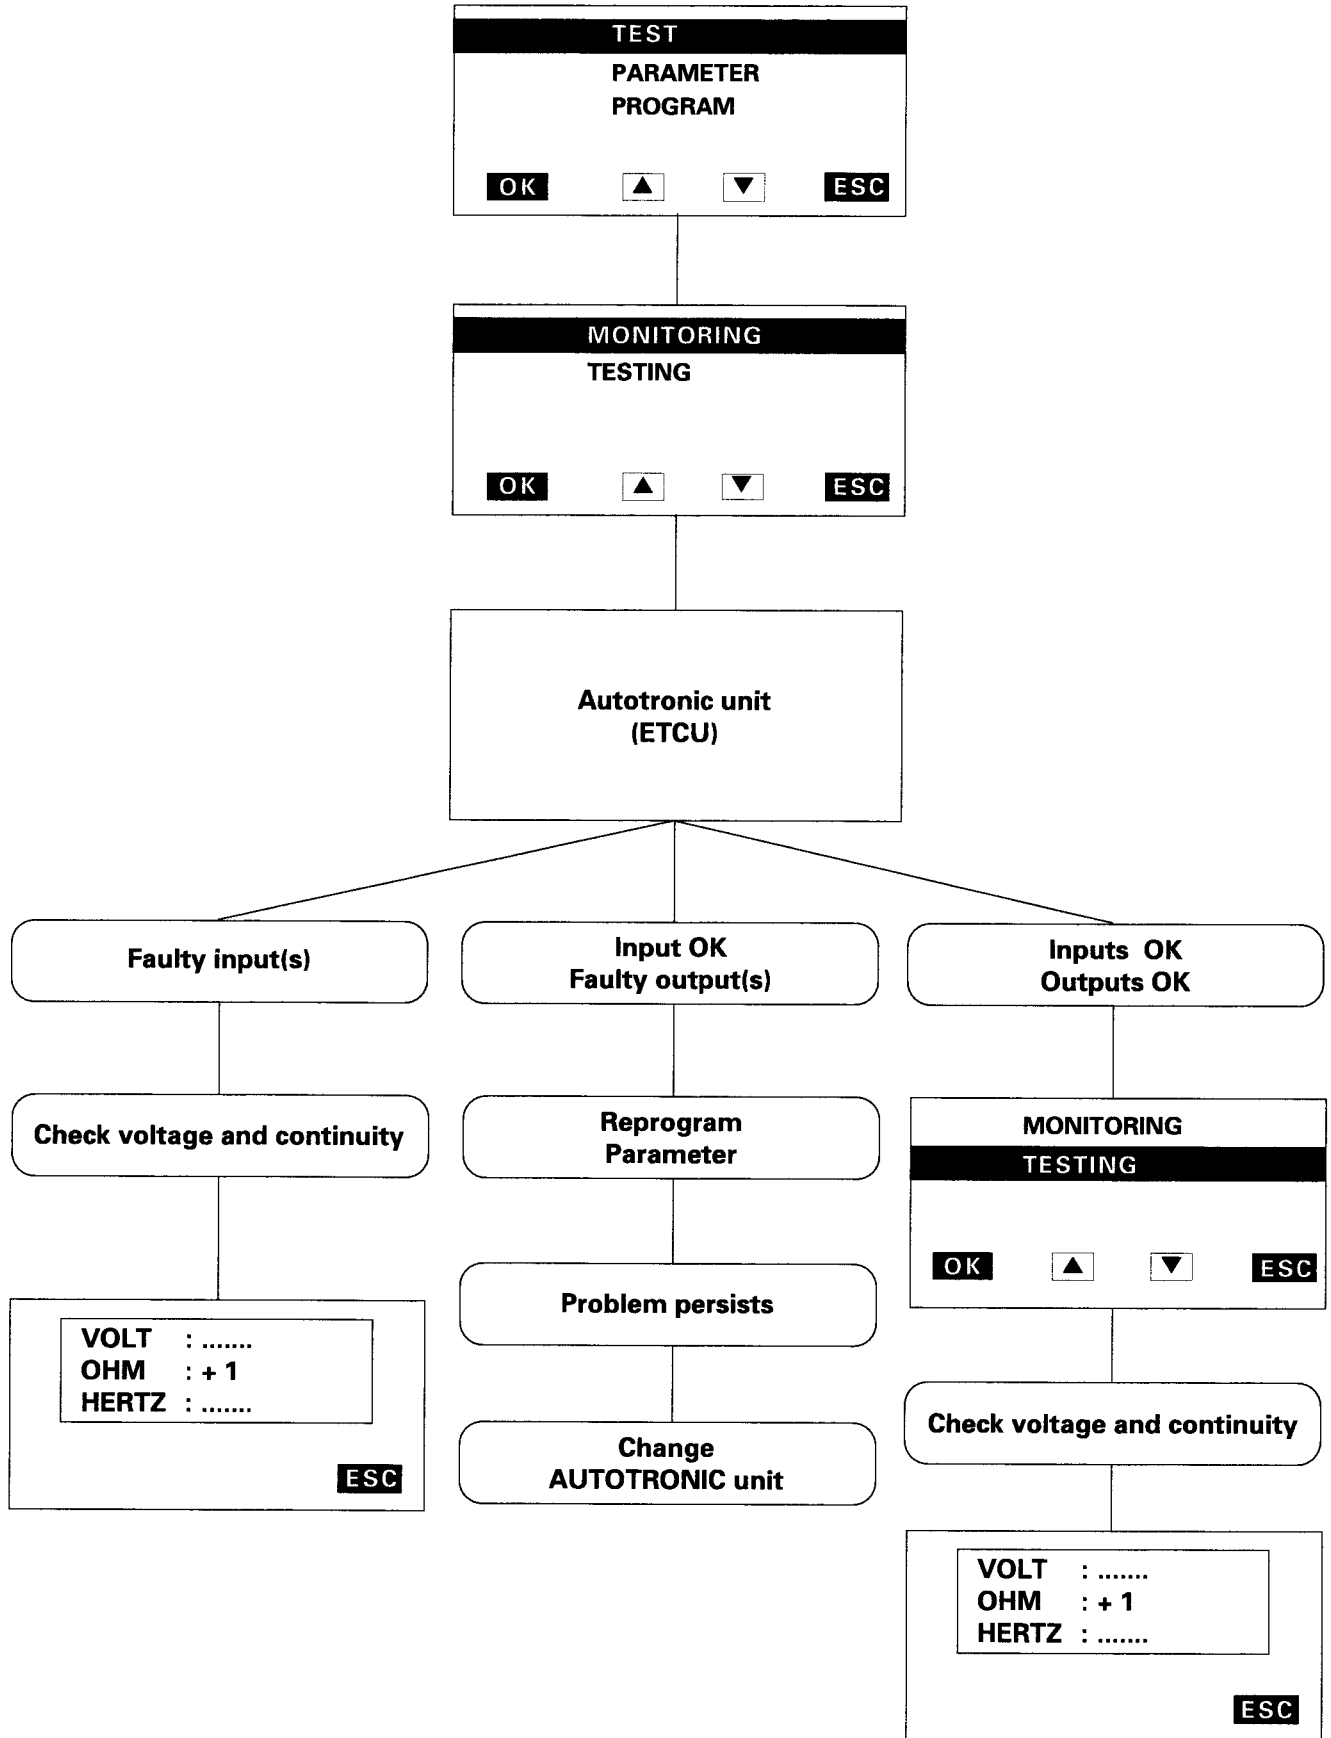 TEST
PARAMETER
PROGRAM
OK ▲ ▼ ESC
MONITORING
TESTING
OK ▲ ▼ ESC
Autotronic unit
(ETCU)
Faulty input(s)
Input OK
Faulty output(s)
Inputs OK
Outputs OK
Check voltage and continuity
Reprogram
Parameter
MONITORING
TESTING
OK ▲ ▼ ESC
Problem persists
VOLT : .......
OHM : + 1
HERTZ : .......
ESC
Change
AUTOTRONIC unit
Check voltage and continuity
VOLT : .......
OHM : + 1
HERTZ : .......
ESC